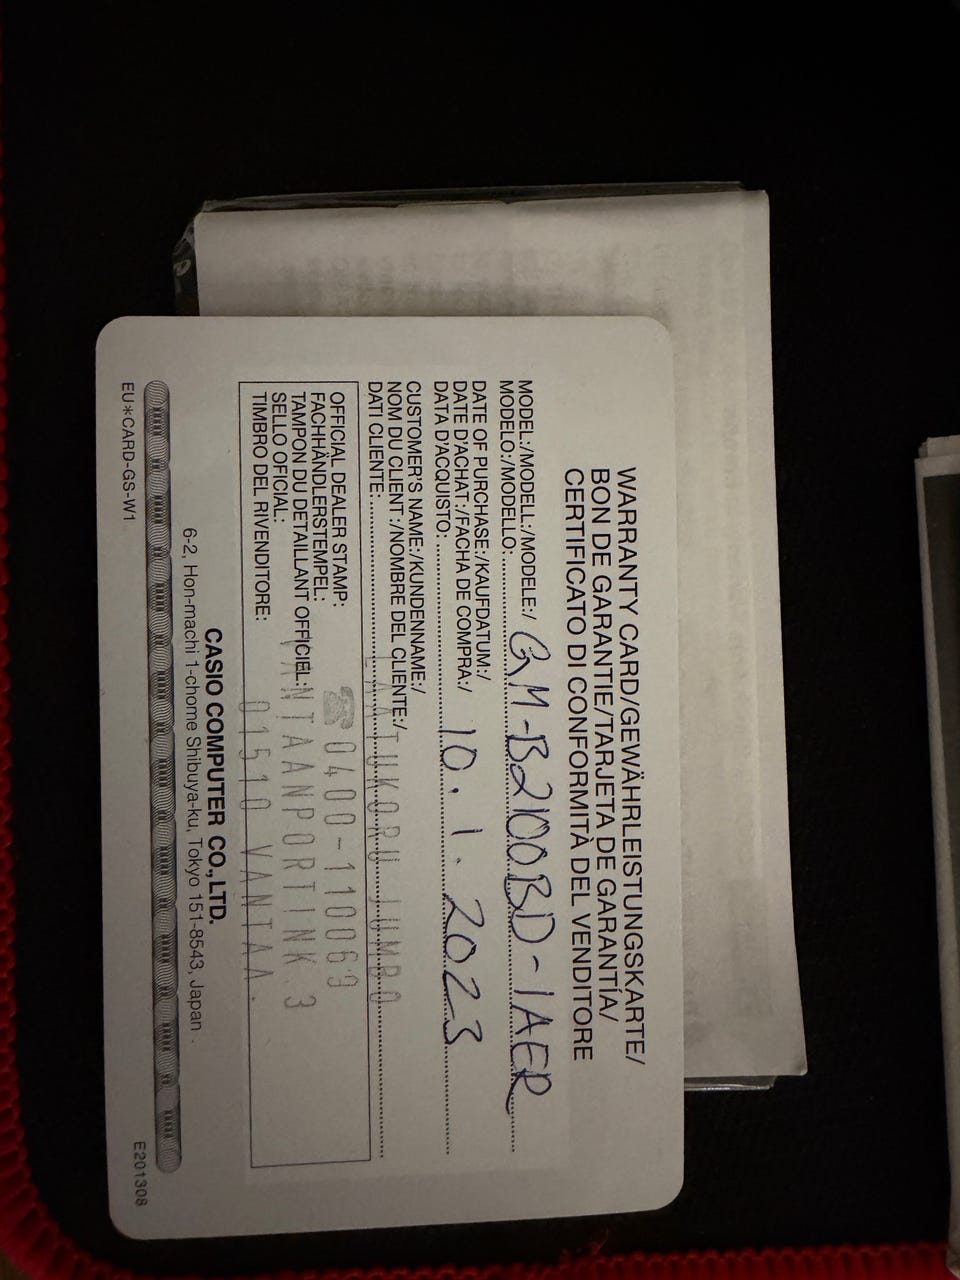 WARRANTY CARD/GEWÄHRLEISTUNGSKARTE/
BON DE GARANTIE/TARJETA DE GARANTÍA/
CERTIFICATO DI CONFORMITÀ DEL VENDITORE
MODEL:/MODELL:/MODELE:/
MODELO:/MODELLO: GM-B2100BD-1AER
DATE OF PURCHASE:/KAUFDATUM:/
DATE D'ACHAT:/FACHA DE COMPRA:/
DATA D'ACQUISTO: 10.1.2023
CUSTOMER'S NAME:/KUNDENNAME:/
NOM DU CLIENT:/NOMBRE DEL CLIENTE:/
DATI CLIENTE:
LAATUKORU JUMBO
OFFICIAL DEALER STAMP:
FACHHÄNDLERSTEMPEL:
TAMPON DU DETAILLANT OFFICIEL:
SELLO OFICIAL:
TIMBRO DEL RIVENDITORE:
☎0400-110069
VANTAANPORTINK.3
01510 VANTAA.
CASIO COMPUTER CO.,LTD.
6-2, Hon-machi 1-chome Shibuya-ku, Tokyo 151-8543, Japan .
EU*CARD-GS-W1
E201308